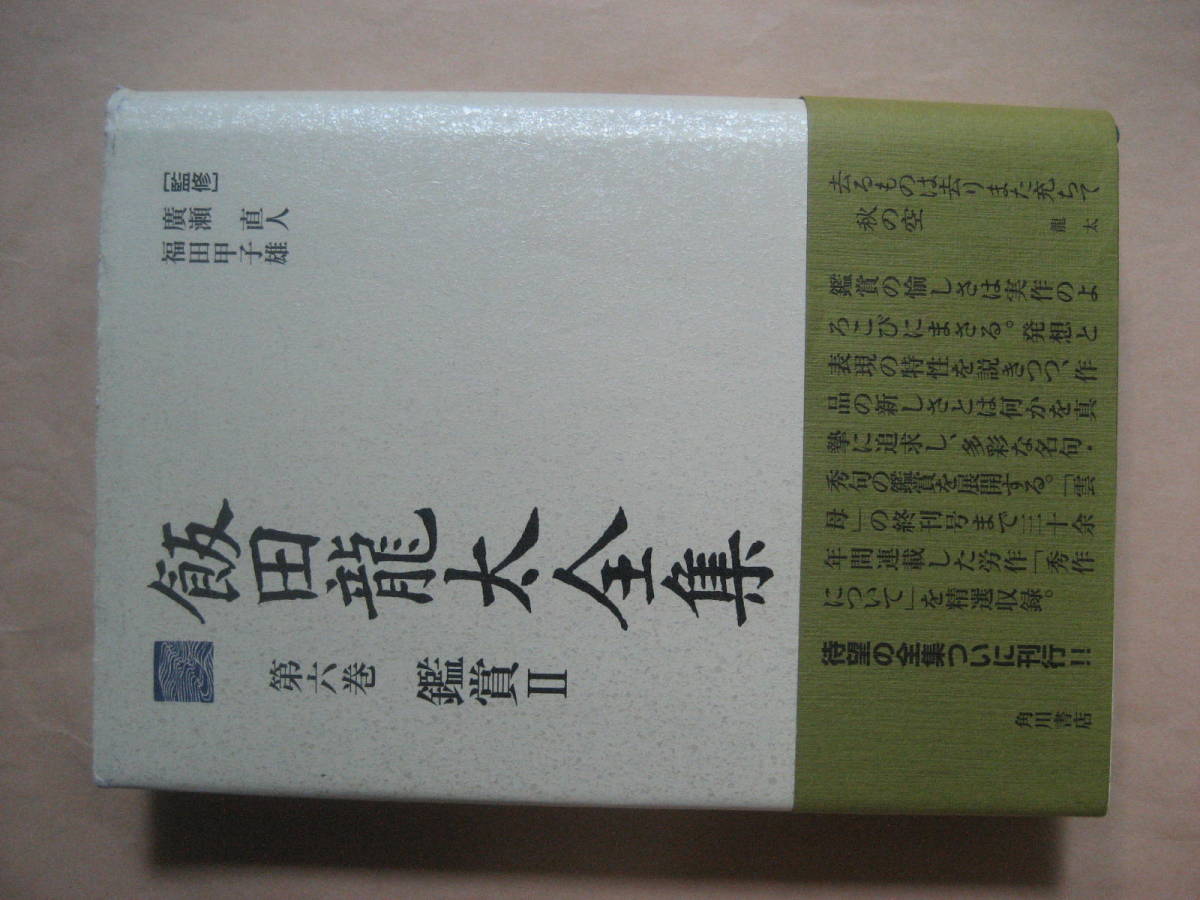 [監修]
廣瀬 直人
福田甲子雄
飯田龍太全集
第六巻 鑑賞II
去るものは去りまた充ちて
秋の空
龍太
鑑賞の愉しさは実作のよ
ろこびにまさる。発想と
表現の特性を説きつつ、作
品の新しさとは何かを真
摯に追求し、多彩な名句・
秀句の鑑賞を展開する。「雲
母」の終刊号まで三十余
年間連載した労作「秀作
について」を精選収録。
待望の全集ついに刊行!!
角川書店